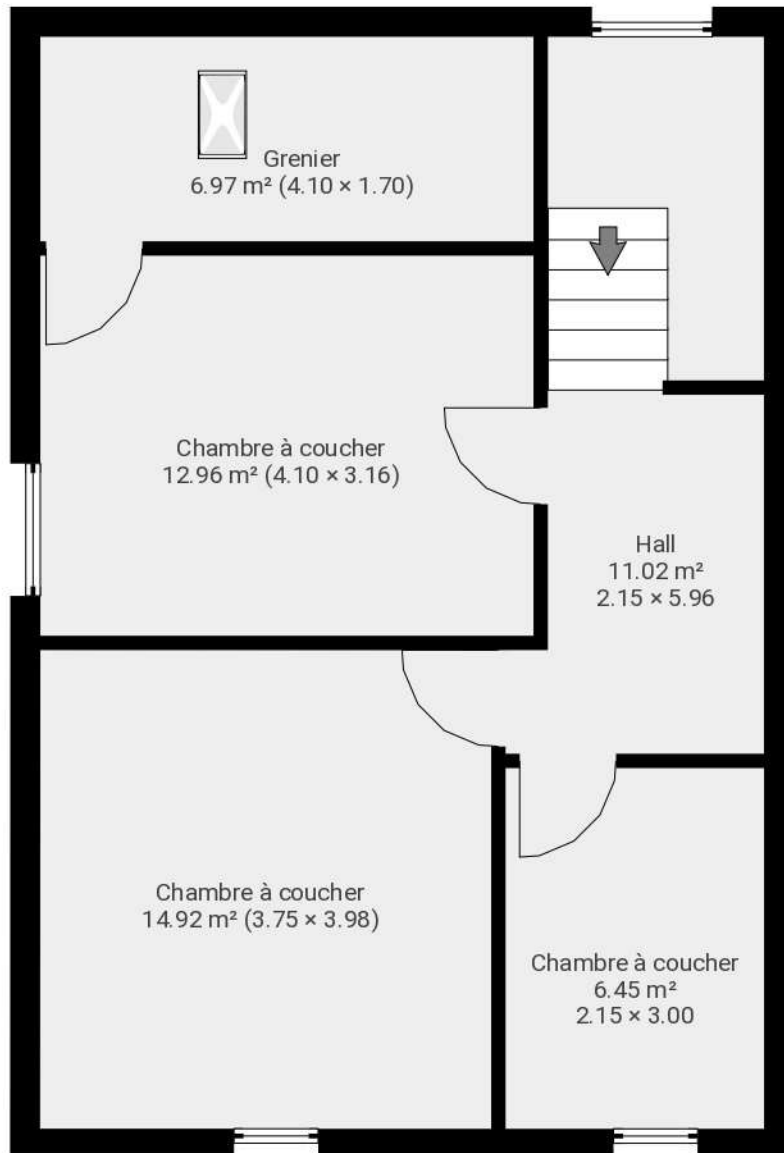 Grenier
6.97 m² (4.10 × 1.70)
Chambre à coucher
12.96 m² (4.10 × 3.16)
Hall
11.02 m²
2.15 × 5.96
Chambre à coucher
14.92 m² (3.75 × 3.98)
Chambre à coucher
6.45 m²
2.15 × 3.00